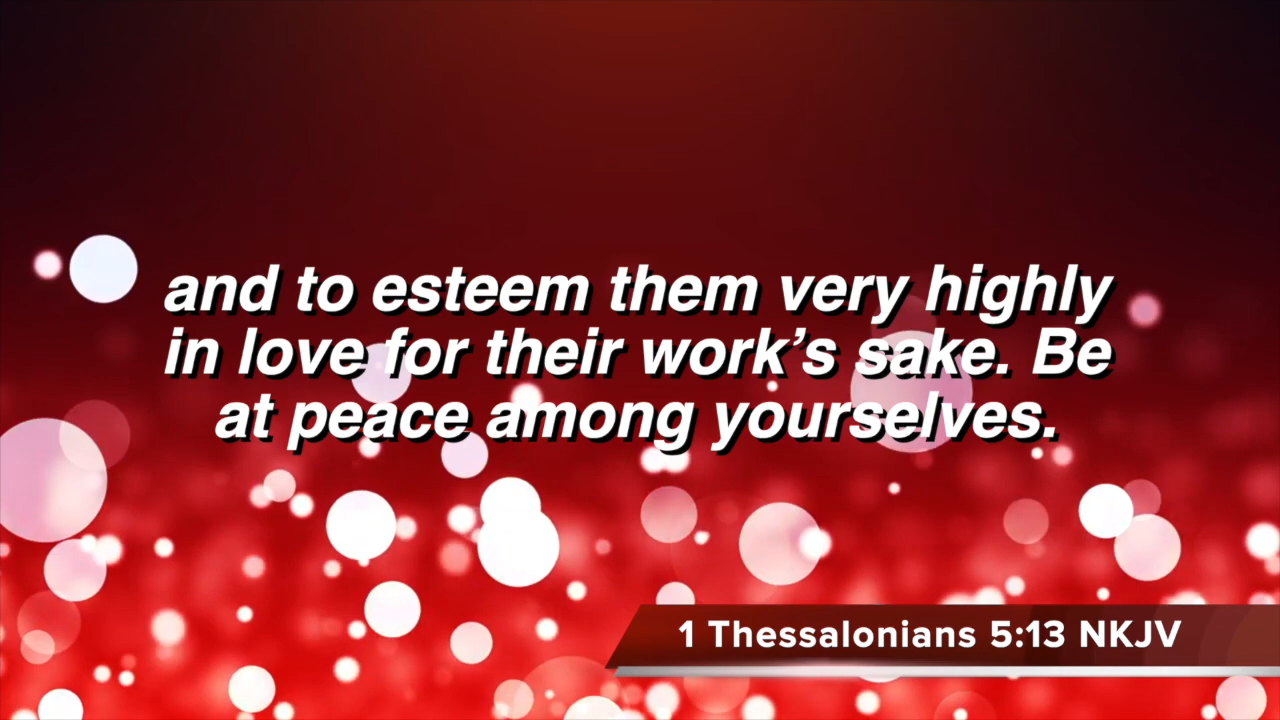 and to esteem them very highly
in love for their work’s sake. Be
at peace among yourselves.
1 Thessalonians 5:13 NKJV